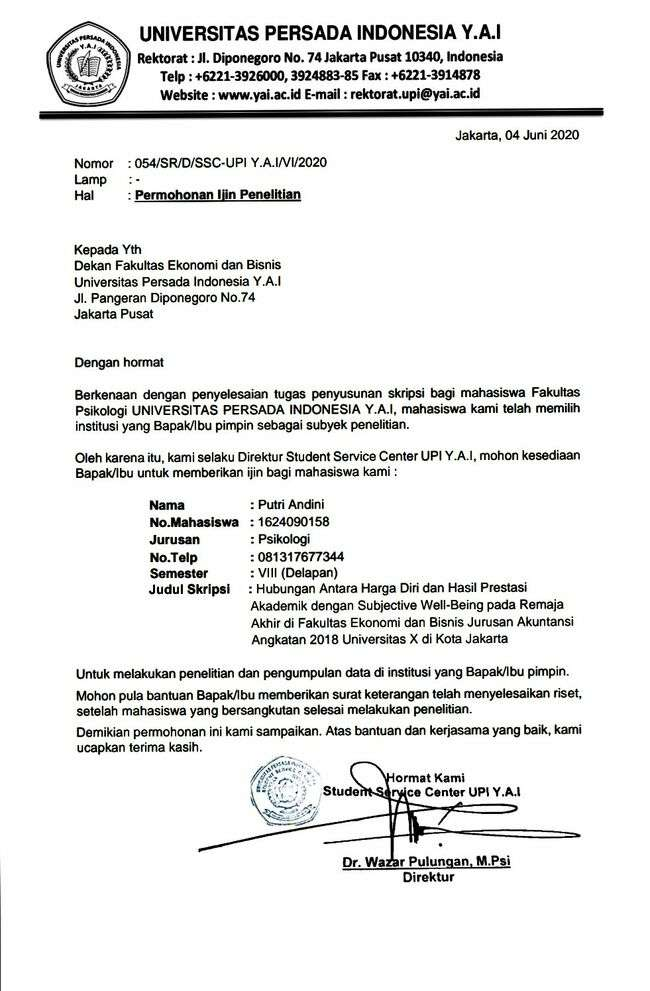 UNIVERSITAS PERSADA INDONESIA Y.A.I
Rektorat : Jl. Diponegoro No. 74 Jakarta Pusat 10340, Indonesia
Telp : +6221-3926000, 3924883-85 Fax : +6221-3914878
Website : www.yai.ac.id E-mail : rektorat.upi@yai.ac.id
Jakarta, 04 Juni 2020
Nomor : 054/SR/D/SSC-UPI Y.A.I/VI/2020
Lamp : -
Hal : Permohonan Ijin Penelitian
Kepada Yth
Dekan Fakultas Ekonomi dan Bisnis
Universitas Persada Indonesia Y.A.I
Jl. Pangeran Diponegoro No.74
Jakarta Pusat
Dengan hormat
Berkenaan dengan penyelesaian tugas penyusunan skripsi bagi mahasiswa Fakultas
Psikologi UNIVERSITAS PERSADA INDONESIA Y.A.I, mahasiswa kami telah memilih
institusi yang Bapak/Ibu pimpin sebagai subyek penelitian.
Oleh karena itu, kami selaku Direktur Student Service Center UPI Y.A.I, mohon kesediaan
Bapak/Ibu untuk memberikan ijin bagi mahasiswa kami :
Nama : Putri Andini
No.Mahasiswa : 1624090158
Jurusan : Psikologi
No.Telp : 081317677344
Semester : VIII (Delapan)
Judul Skripsi : Hubungan Antara Harga Diri dan Hasil Prestasi
Akademik dengan Subjective Well-Being pada Remaja
Akhir di Fakultas Ekonomi dan Bisnis Jurusan Akuntansi
Angkatan 2018 Universitas X di Kota Jakarta
Untuk melakukan penelitian dan pengumpulan data di institusi yang Bapak/Ibu pimpin.
Mohon pula bantuan Bapak/Ibu memberikan surat keterangan telah menyelesaikan riset,
setelah mahasiswa yang bersangkutan selesai melakukan penelitian.
Demikian permohonan ini kami sampaikan. Atas bantuan dan kerjasama yang baik, kami
ucapkan terima kasih.
Hormat Kami
Student Service Center UPI Y.A.I
Dr. Wazar Pulungan, M.Psi
Direktur